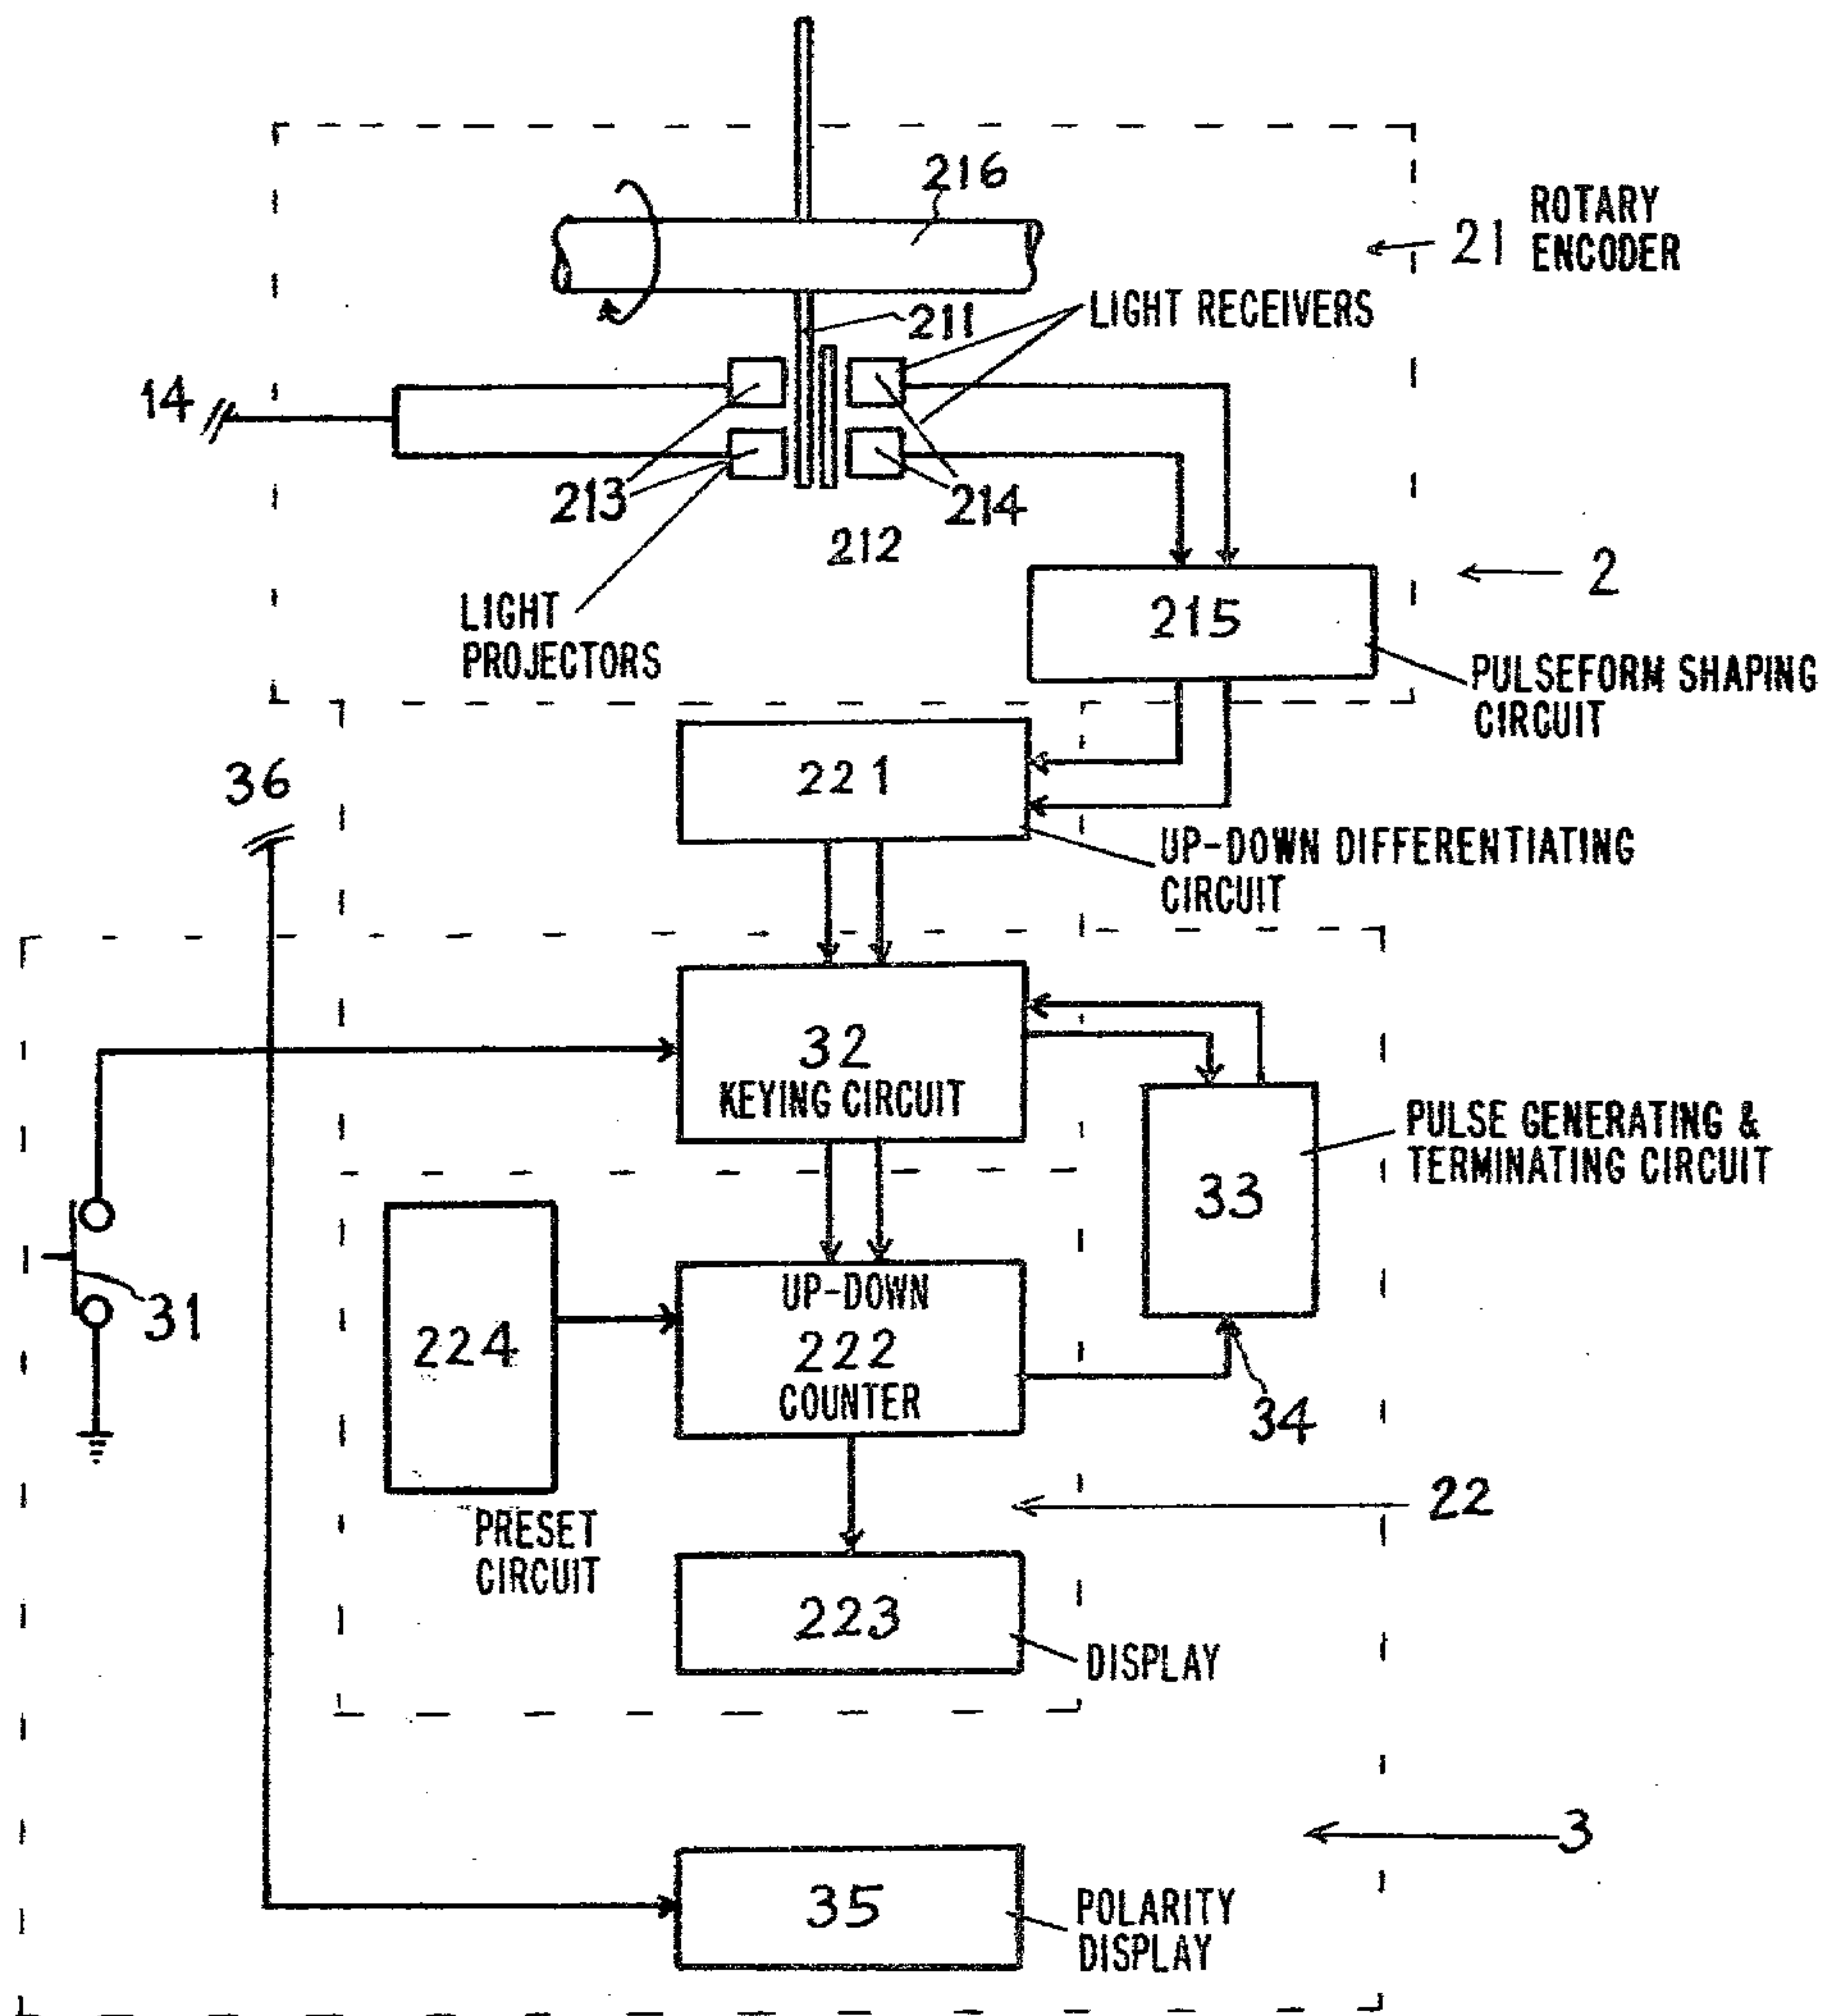 216
21 ROTARY
ENCODER
211
LIGHT RECEIVERS
14
213
214
212
2
LIGHT
PROJECTORS
215
PULSEFORM SHAPING
CIRCUIT
36
221
UP-DOWN DIFFERENTIATING
CIRCUIT
32
KEYING CIRCUIT
PULSE GENERATING &
TERMINATING CIRCUIT
33
31
224
UP-DOWN
222
COUNTER
34
22
PRESET
CIRCUIT
223
DISPLAY
3
35
POLARITY
DISPLAY